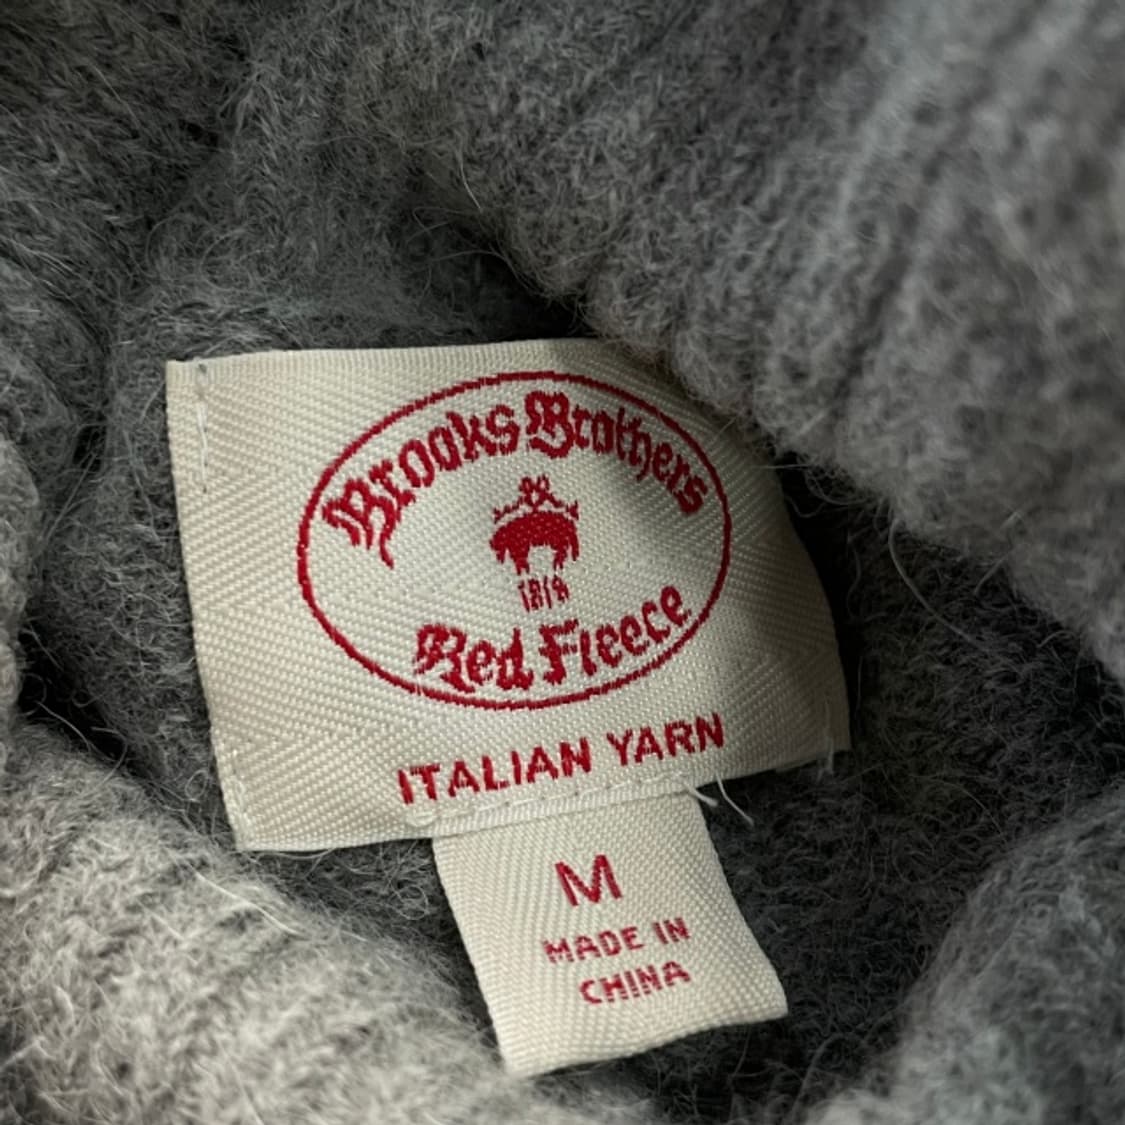 Brooks Brothers
1818
Red Fleece
ITALIAN YARN
M
MADE IN
CHINA